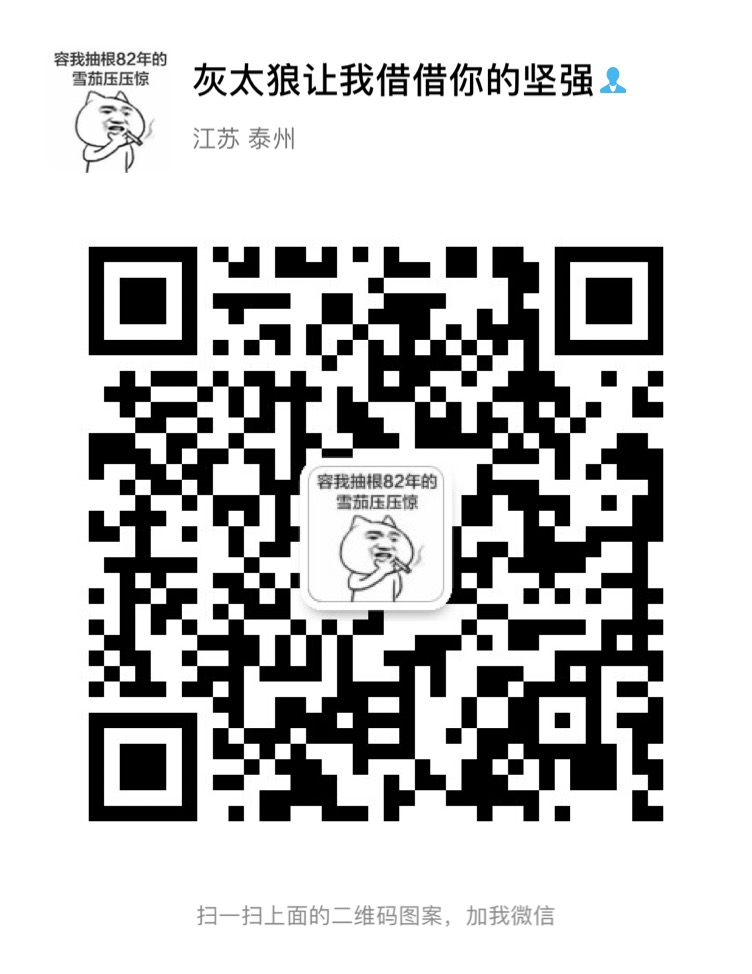 容我抽根82年的
雪茄压压惊
灰太狼让我借借你的坚强
江苏 泰州
容我抽根82年的
雪茄压压惊
扫一扫上面的二维码图案，加我微信